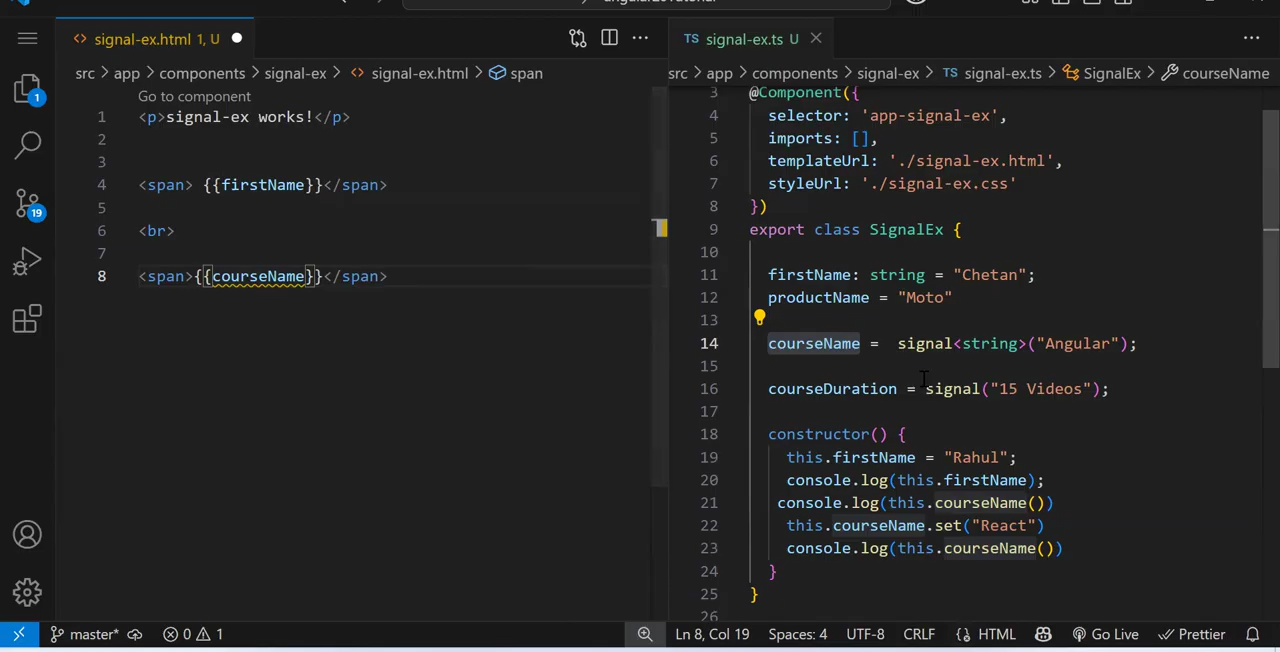 signal-ex.html 1, U
TS signal-ex.ts U
src > app > components > signal-ex > signal-ex.html > span
src > app > components > signal-ex > TS signal-ex.ts > SignalEx > courseName
Go to component
1 <p>signal-ex works!</p>
2
3
4 <span> {{firstName}}</span>
5
6 <br>
7
8 <span>{{courseName}}</span>
3 @Component({
4 selector: 'app-signal-ex',
5 imports: [],
6 templateUrl: './signal-ex.html',
7 styleUrl: './signal-ex.css'
8 })
9 export class SignalEx {
10
11 firstName: string = "Chetan";
12 productName = "Moto"
13
14 courseName =  signal<string>("Angular");
15
16 courseDuration = signal("15 Videos");
17
18 constructor() {
19 this.firstName = "Rahul";
20 console.log(this.firstName);
21 console.log(this.courseName())
22 this.courseName.set("React")
23 console.log(this.courseName())
24 }
25 }
26
1
19
master* 0 1 Ln 8, Col 19 Spaces: 4 UTF-8 CRLF {} HTML Go Live Prettier